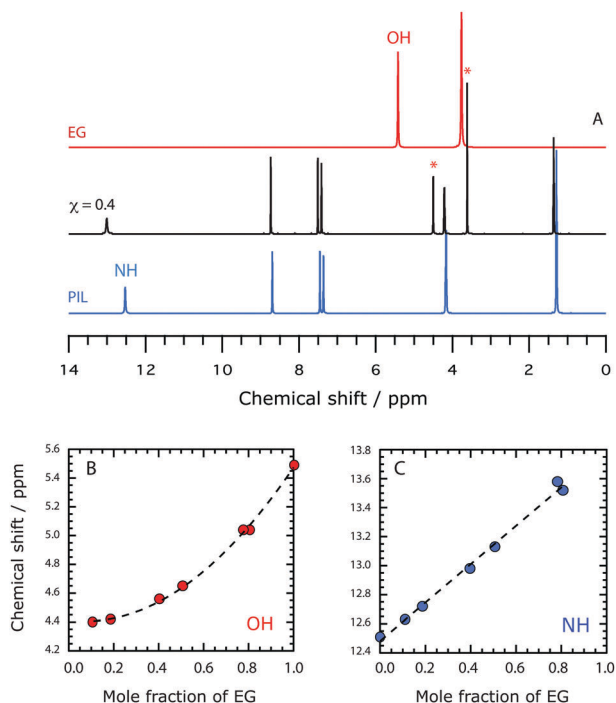 OH
*
A
EG
*
χ = 0.4
NH
PIL
14 12 10 8 6 4 2 0
Chemical shift / ppm
5.6 13.8
B C
5.4 13.6
5.2 13.4
5.0 13.2
4.8 13.0
4.6 12.8
4.4 OH 12.6 NH
4.2 12.4
0.0 0.2 0.4 0.6 0.8 1.0 0.0 0.2 0.4 0.6 0.8 1.0
Chemical shift / ppm
Mole fraction of EG Mole fraction of EG